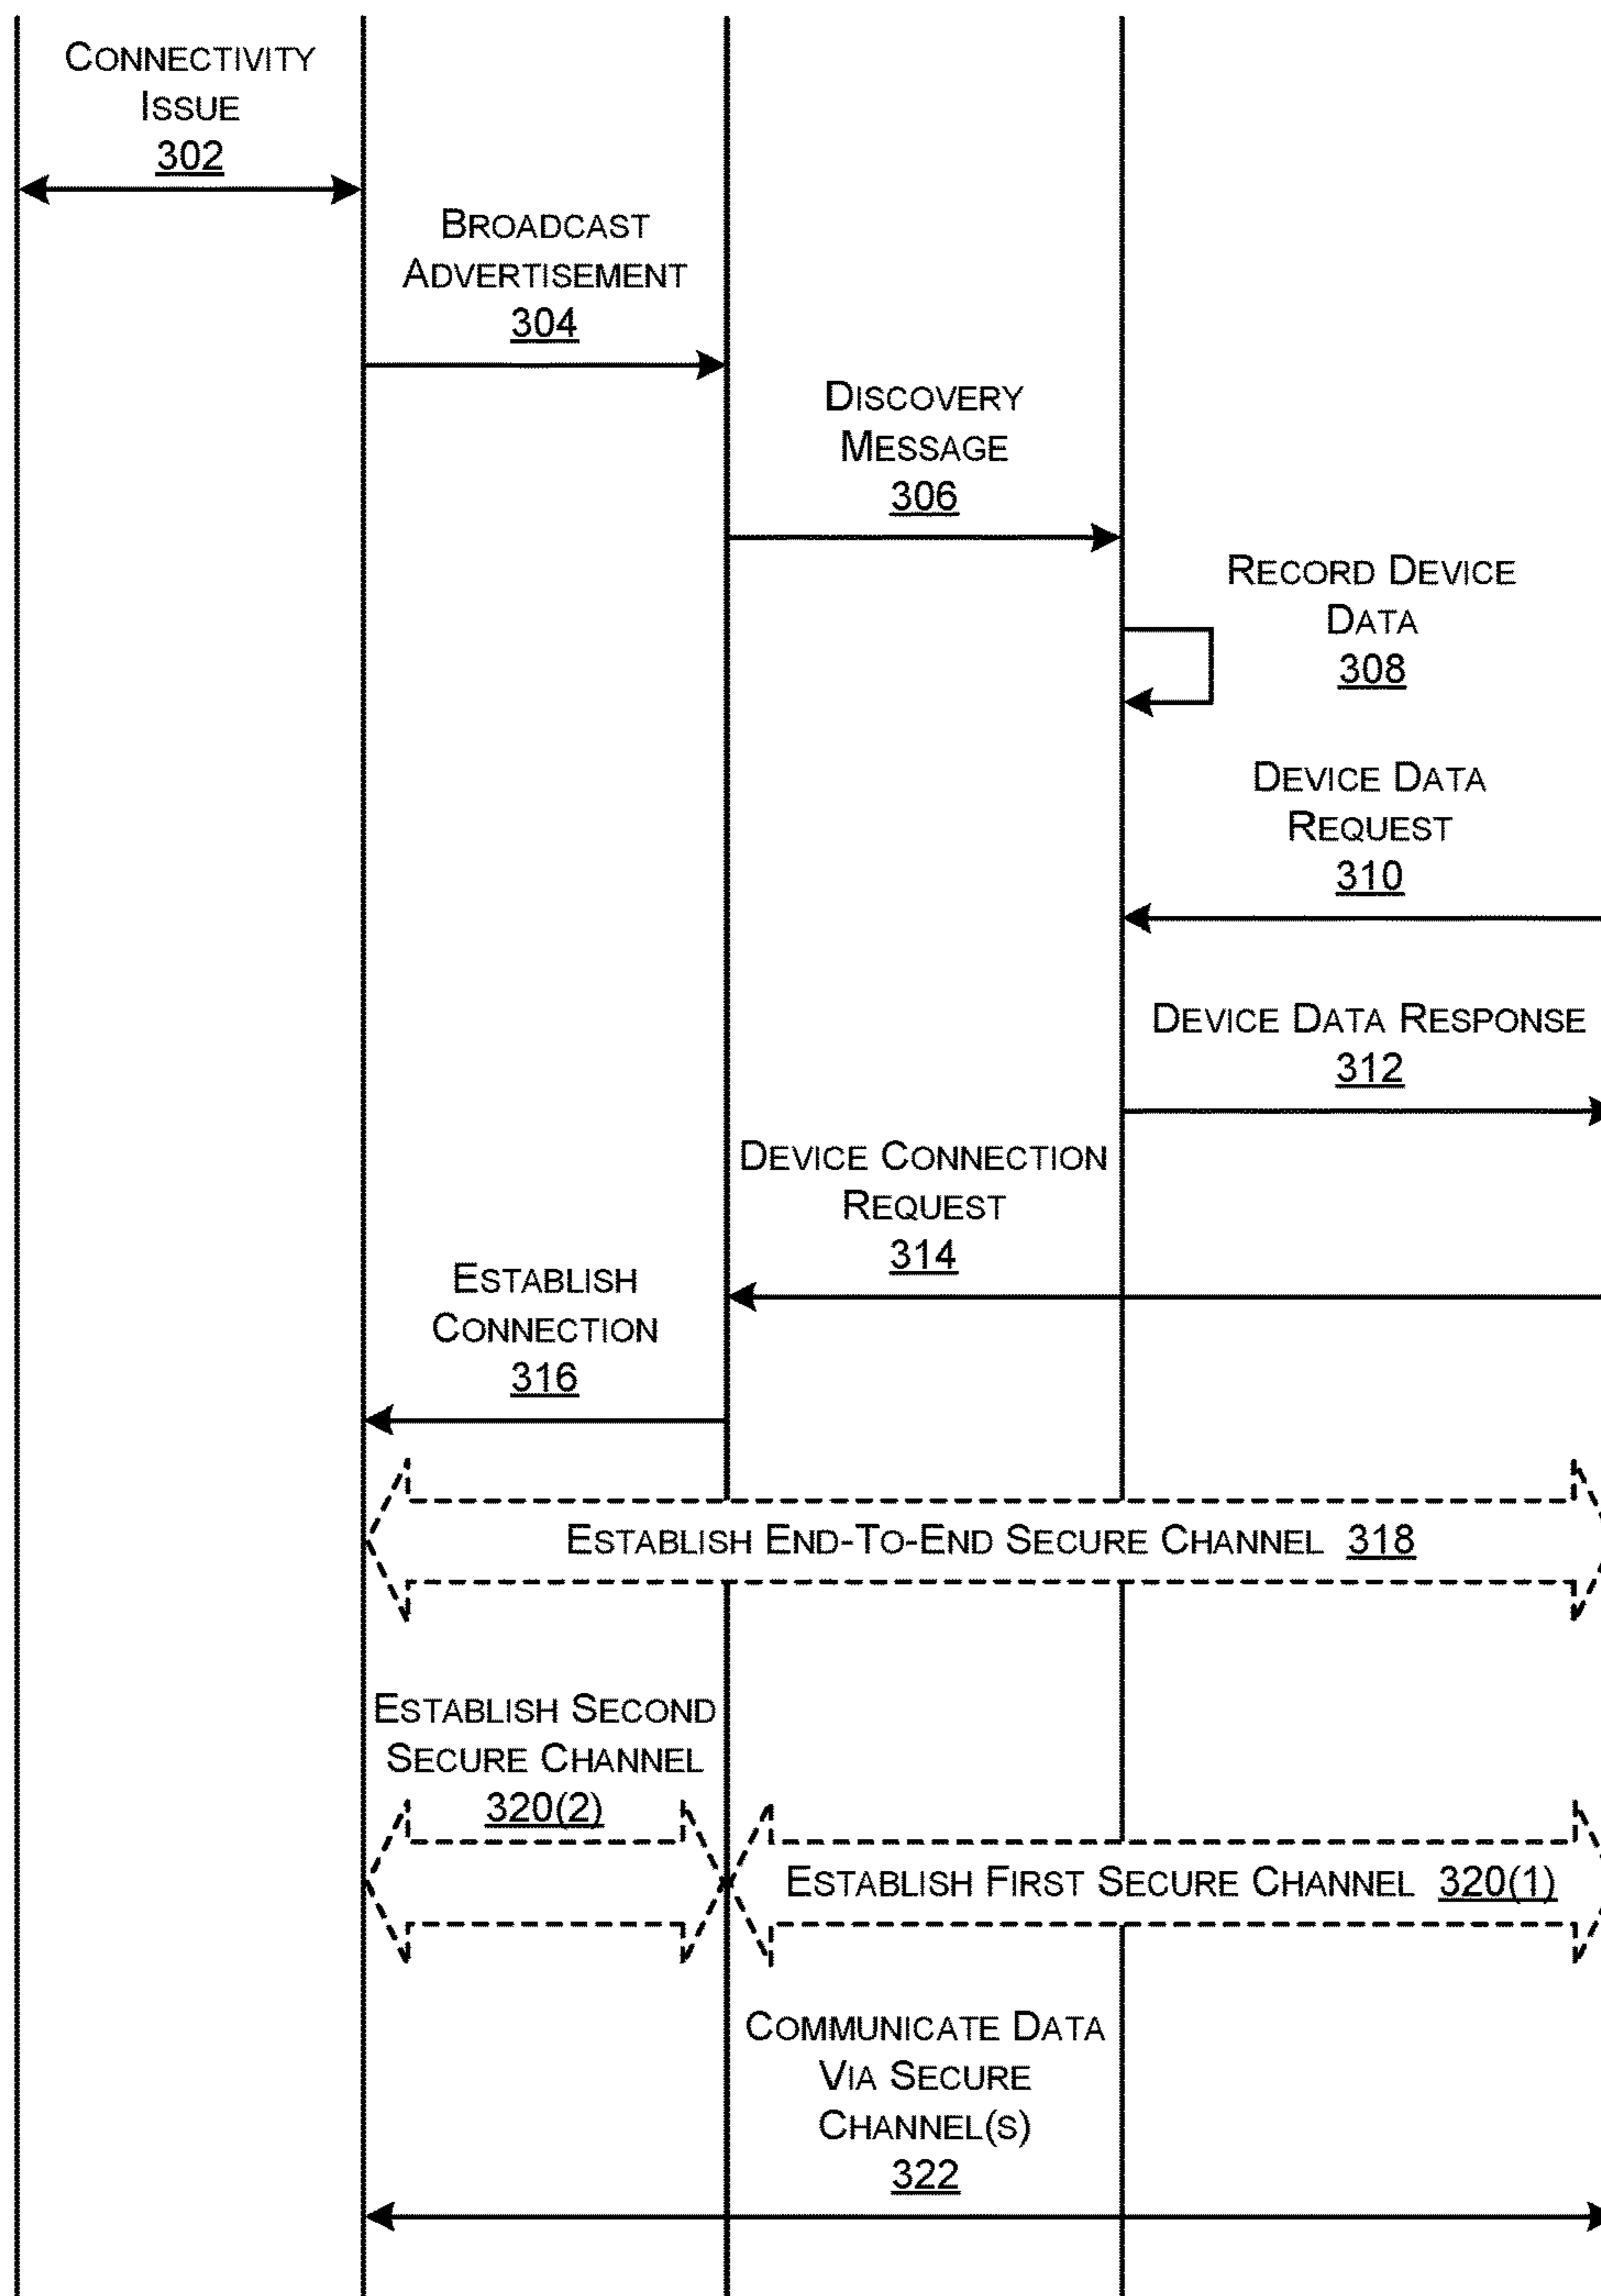 CONNECTIVITY
ISSUE
302
BROADCAST
ADVERTISEMENT
304
DISCOVERY
MESSAGE
306
RECORD DEVICE
DATA
308
DEVICE DATA
REQUEST
310
DEVICE DATA RESPONSE
312
DEVICE CONNECTION
REQUEST
314
ESTABLISH
CONNECTION
316
ESTABLISH END-TO-END SECURE CHANNEL 318
ESTABLISH SECOND
SECURE CHANNEL
320(2)
ESTABLISH FIRST SECURE CHANNEL 320(1)
COMMUNICATE DATA
VIA SECURE
CHANNEL(S)
322